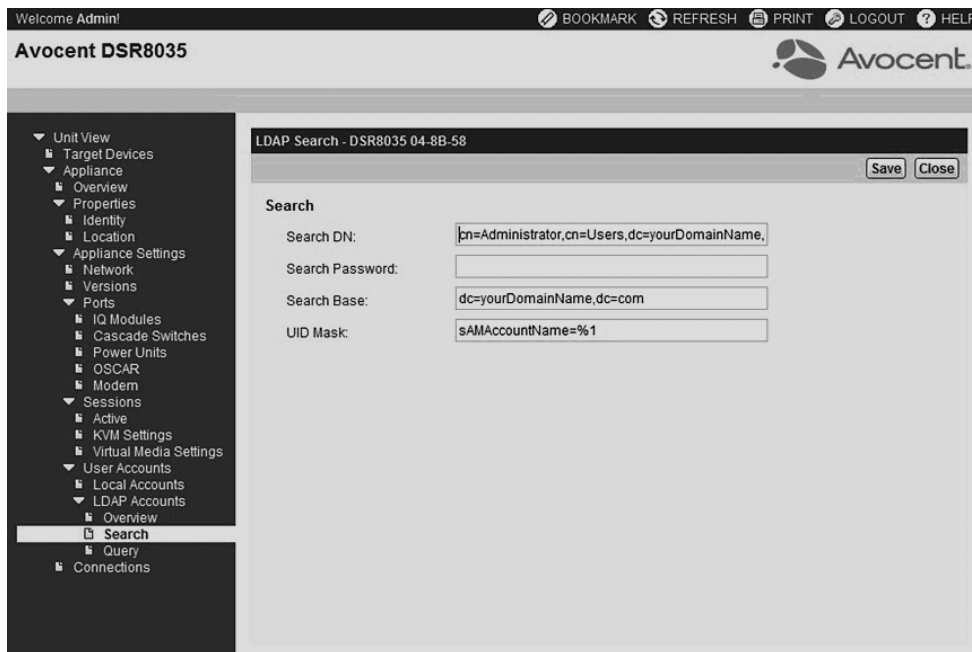 Welcome Admin!
BOOKMARK REFRESH PRINT LOGOUT HELP
Avocent DSR8035
Avocent.
Unit View
Target Devices
Appliance
Overview
Properties
Identity
Location
Appliance Settings
Network
Versions
Ports
IQ Modules
Cascade Switches
Power Units
OSCAR
Modem
Sessions
Active
KVM Settings
Virtual Media Settings
User Accounts
Local Accounts
LDAP Accounts
Overview
Search
Query
Connections
LDAP Search - DSR8035 04-8B-58
Save Close
Search
Search DN: cn=Administrator,cn=Users,dc=yourDomainName,
Search Password:
Search Base: dc=yourDomainName,dc=com
UID Mask: sAMAccountName=%1